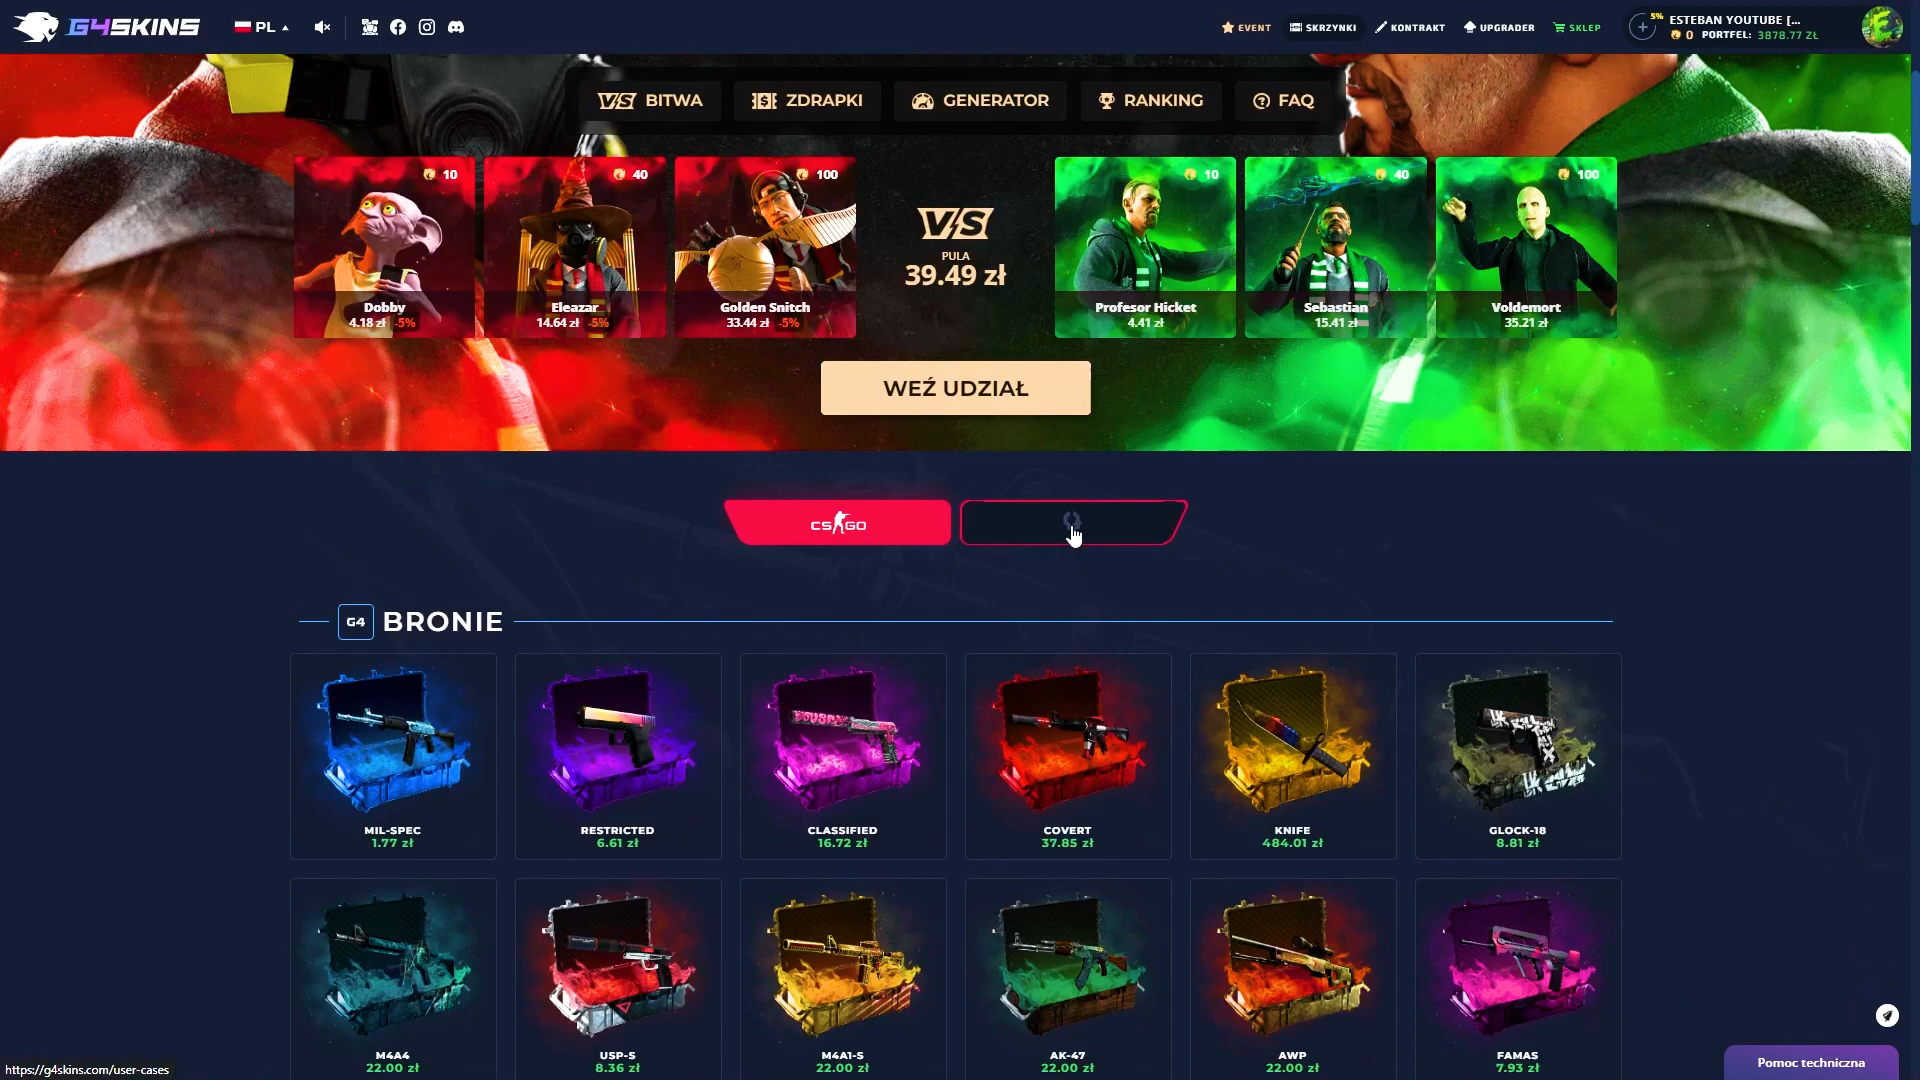 G4SKINS
PL
EVENT
SKRZYNKI
KONTRAKT
UPGRADER
SKLEP
5%
ESTEBAN YOUTUBE [...
0 PORTFEL: 3878.77 ZŁ
VS BITWA
ZDRAPKI
GENERATOR
RANKING
FAQ
10
Dobby
4.18 zł -5%
40
Eleazar
14.64 zł -5%
100
Golden Snitch
33.44 zł -5%
VS
PULA
39.49 zł
10
Profesor Hicket
4.41 zł
40
Sebastian
15.41 zł
100
Voldemort
35.21 zł
WEŹ UDZIAŁ
CS GO
G4 BRONIE
MIL-SPEC
1.77 zł
RESTRICTED
6.61 zł
CLASSIFIED
16.72 zł
COVERT
37.85 zł
KNIFE
484.01 zł
GLOCK-18
8.81 zł
M4A4
22.00 zł
USP-S
8.36 zł
M4A1-S
22.00 zł
AK-47
22.00 zł
AWP
22.00 zł
FAMAS
7.93 zł
Pomoc techniczna
https://g4skins.com/user-cases